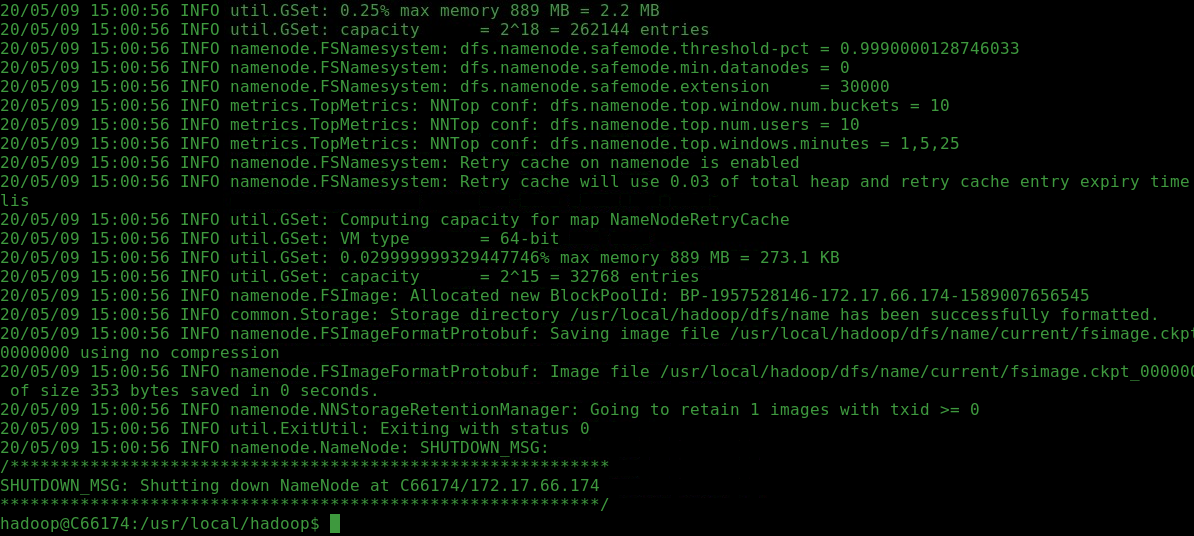 20/05/09 15:00:56 INFO util.GSet: 0.25% max memory 889 MB = 2.2 MB
20/05/09 15:00:56 INFO util.GSet: capacity      = 2^18 = 262144 entries
20/05/09 15:00:56 INFO namenode.FSNamesystem: dfs.namenode.safemode.threshold-pct = 0.9990000128746033
20/05/09 15:00:56 INFO namenode.FSNamesystem: dfs.namenode.safemode.min.datanodes = 0
20/05/09 15:00:56 INFO namenode.FSNamesystem: dfs.namenode.safemode.extension     = 30000
20/05/09 15:00:56 INFO metrics.TopMetrics: NNTop conf: dfs.namenode.top.window.num.buckets = 10
20/05/09 15:00:56 INFO metrics.TopMetrics: NNTop conf: dfs.namenode.top.num.users = 10
20/05/09 15:00:56 INFO metrics.TopMetrics: NNTop conf: dfs.namenode.top.windows.minutes = 1,5,25
20/05/09 15:00:56 INFO namenode.FSNamesystem: Retry cache on namenode is enabled
20/05/09 15:00:56 INFO namenode.FSNamesystem: Retry cache will use 0.03 of total heap and retry cache entry expiry time
lis
20/05/09 15:00:56 INFO util.GSet: Computing capacity for map NameNodeRetryCache
20/05/09 15:00:56 INFO util.GSet: VM type       = 64-bit
20/05/09 15:00:56 INFO util.GSet: 0.029999999329447746% max memory 889 MB = 273.1 KB
20/05/09 15:00:56 INFO util.GSet: capacity      = 2^15 = 32768 entries
20/05/09 15:00:56 INFO namenode.FSImage: Allocated new BlockPoolId: BP-1957528146-172.17.66.174-1589007656545
20/05/09 15:00:56 INFO common.Storage: Storage directory /usr/local/hadoop/dfs/name has been successfully formatted.
20/05/09 15:00:56 INFO namenode.FSImageFormatProtobuf: Saving image file /usr/local/hadoop/dfs/name/current/fsimage.ckpt
0000000 using no compression
20/05/09 15:00:56 INFO namenode.FSImageFormatProtobuf: Image file /usr/local/hadoop/dfs/name/current/fsimage.ckpt_000000
 of size 353 bytes saved in 0 seconds.
20/05/09 15:00:56 INFO namenode.NNStorageRetentionManager: Going to retain 1 images with txid >= 0
20/05/09 15:00:56 INFO util.ExitUtil: Exiting with status 0
20/05/09 15:00:56 INFO namenode.NameNode: SHUTDOWN_MSG:
/************************************************************
SHUTDOWN_MSG: Shutting down NameNode at C66174/172.17.66.174
************************************************************/
hadoop@C66174:/usr/local/hadoop$